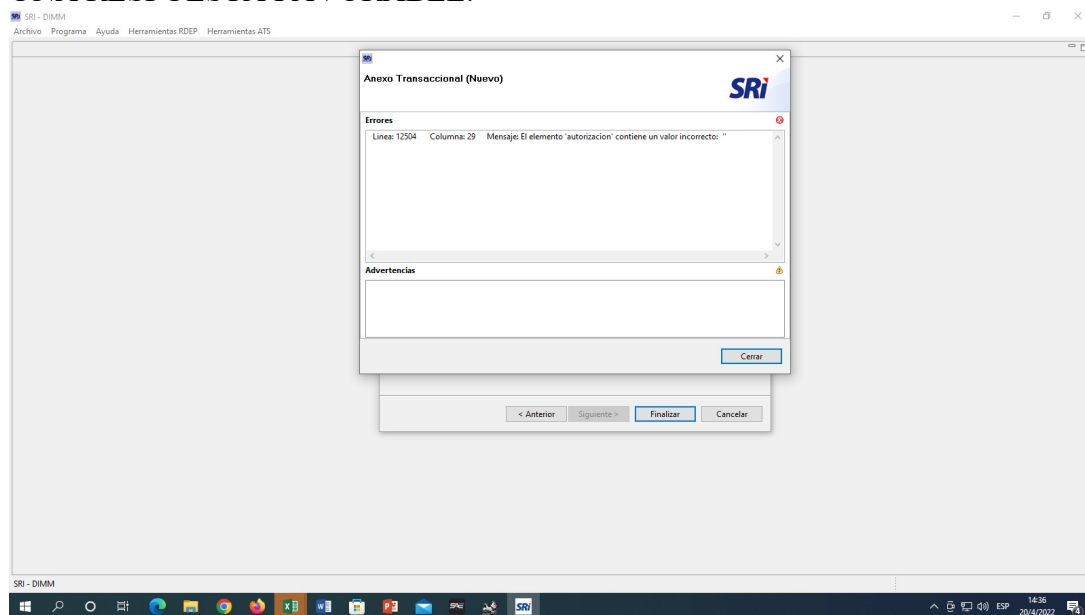 SRI - DIMM
Archivo Programa Ayuda Herramientas RDEP Herramientas ATS
Anexo Transaccional (Nuevo)
SRi
Errores
Linea: 12504 Columna: 29 Mensaje: El elemento 'autorizacion' contiene un valor incorrecto: ''
Advertencias
Cerrar
< Anterior Siguiente > Finalizar Cancelar
SRI - DIMM
SRi
ESP
14:36
20/4/2022